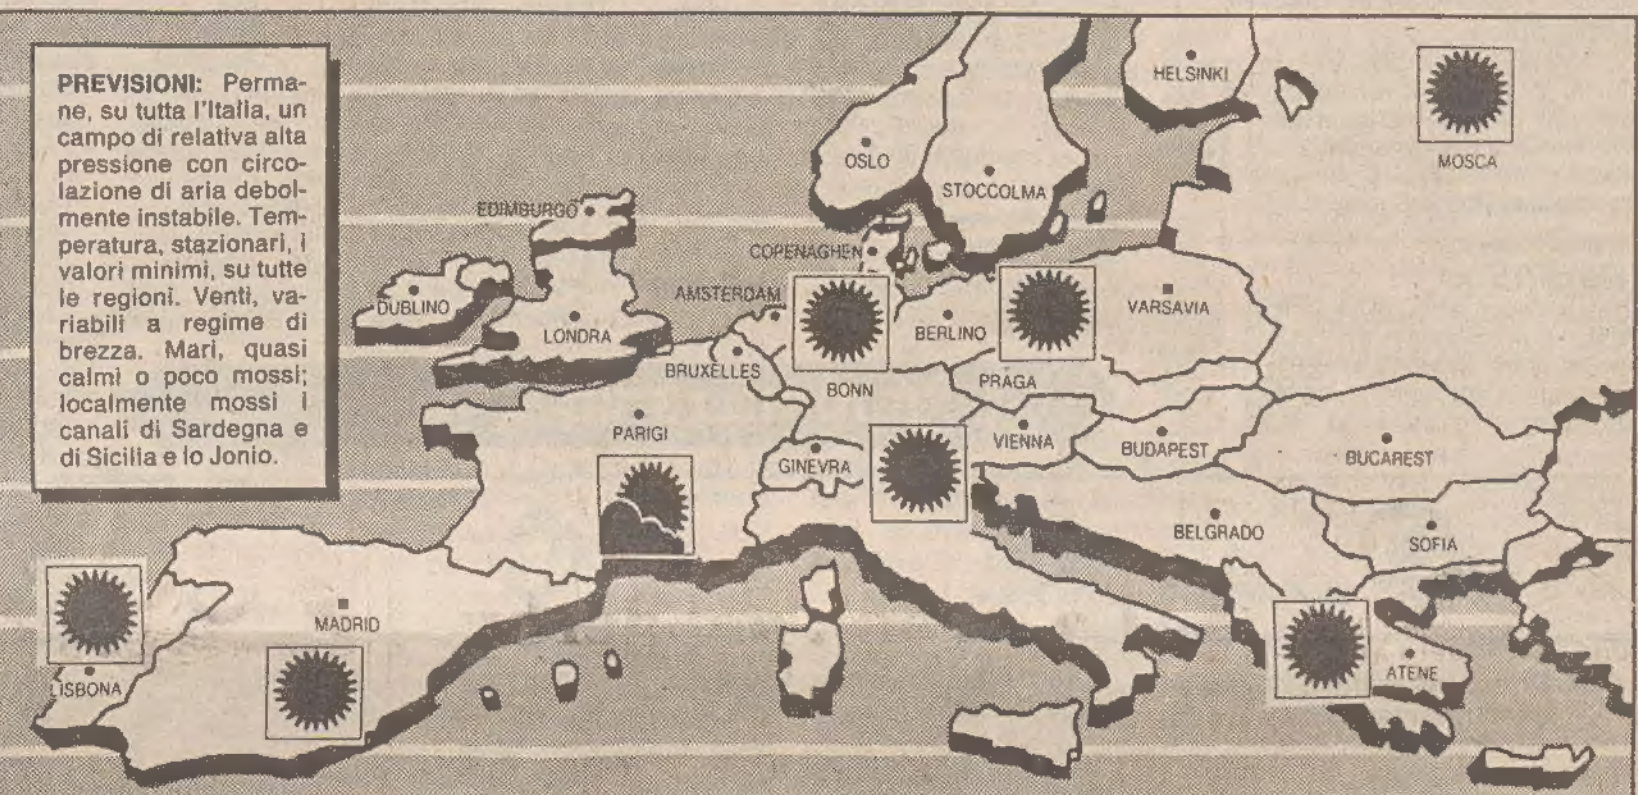 PREVISIONI: Perma-
ne, su tutta l'Italia, un
campo di relativa alta
pressione con circo-
lazione di aria debol-
mente instabile. Tem-
peratura, stazionari, i
valori minimi, su tutte
le regioni. Venti, va-
riabili a regime di
brezza. Mari, quasi
calmi o poco mossi;
localmente mossi i
canali di Sardegna e
di Sicilia e lo Jonio.
HELSINKI
MOSCA
OSLO
STOCCOLMA
EDIMBURGO
COPENAGHEN
AMSTERDAM
DUBLINO
LONDRA
BERLINO
VARSAVIA
BRUXELLES
BONN
PRAGA
PARIGI
GINEVRA
VIENNA
BUDAPEST
BUCAREST
BELGRADO
SOFIA
MADRID
LISBONA
ATENE